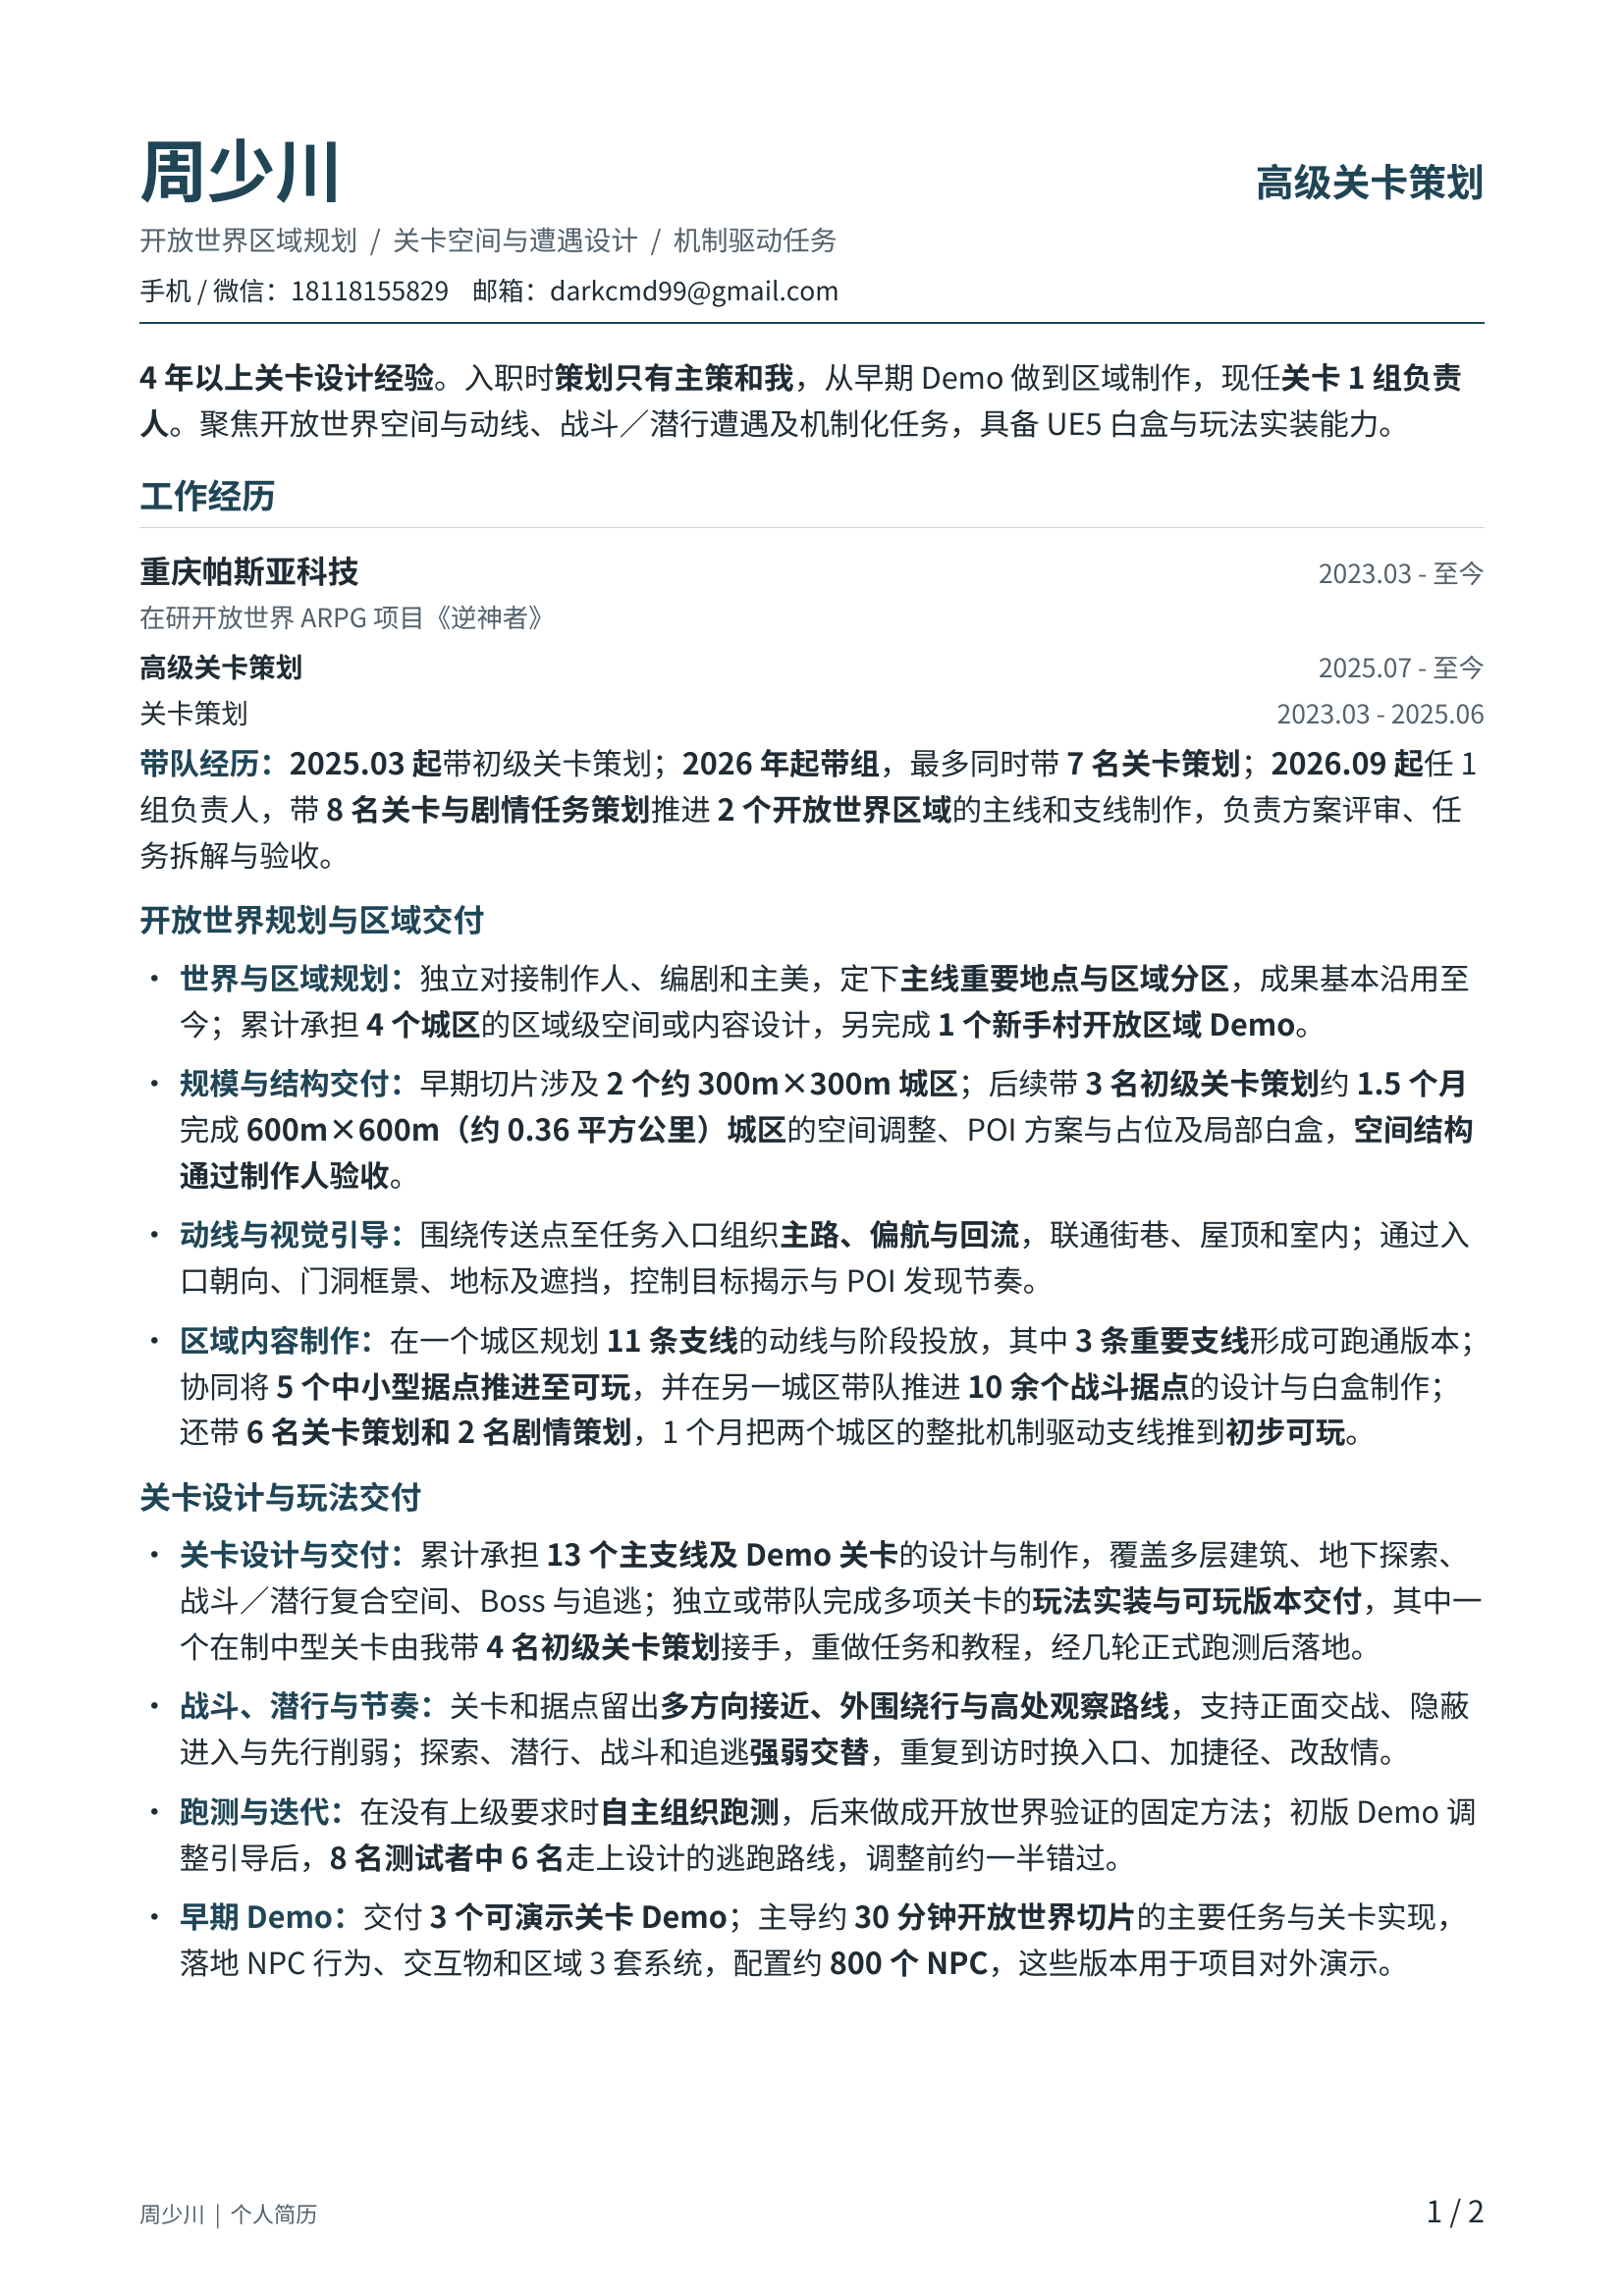 周少川
高级关卡策划
开放世界区域规划 / 关卡空间与遭遇设计 / 机制驱动任务
手机 / 微信：18118155829 邮箱：darkcmd99@gmail.com
4 年以上关卡设计经验。入职时策划只有主策和我，从早期 Demo 做到区域制作，现任关卡 1 组负责
人。聚焦开放世界空间与动线、战斗／潜行遭遇及机制化任务，具备 UE5 白盒与玩法实装能力。
工作经历
重庆帕斯亚科技 2023.03 - 至今
在研开放世界 ARPG 项目《逆神者》
高级关卡策划 2025.07 - 至今
关卡策划 2023.03 - 2025.06
带队经历：2025.03 起带初级关卡策划；2026 年起带组，最多同时带 7 名关卡策划；2026.09 起任 1
组负责人，带 8 名关卡与剧情任务策划推进 2 个开放世界区域的主线和支线制作，负责方案评审、任
务拆解与验收。
开放世界规划与区域交付
• 世界与区域规划：独立对接制作人、编剧和主美，定下主线重要地点与区域分区，成果基本沿用至
今；累计承担 4 个城区的区域级空间或内容设计，另完成 1 个新手村开放区域 Demo。
• 规模与结构交付：早期切片涉及 2 个约 300m×300m 城区；后续带 3 名初级关卡策划约 1.5 个月
完成 600m×600m（约 0.36 平方公里）城区的空间调整、POI 方案与占位及局部白盒，空间结构
通过制作人验收。
• 动线与视觉引导：围绕传送点至任务入口组织主路、偏航与回流，联通街巷、屋顶和室内；通过入
口朝向、门洞框景、地标及遮挡，控制目标揭示与 POI 发现节奏。
• 区域内容制作：在一个城区规划 11 条支线的动线与阶段投放，其中 3 条重要支线形成可跑通版本；
协同将 5 个中小型据点推进至可玩，并在另一城区带队推进 10 余个战斗据点的设计与白盒制作；
还带 6 名关卡策划和 2 名剧情策划，1 个月把两个城区的整批机制驱动支线推到初步可玩。
关卡设计与玩法交付
• 关卡设计与交付：累计承担 13 个主支线及 Demo 关卡的设计与制作，覆盖多层建筑、地下探索、
战斗／潜行复合空间、Boss 与追逃；独立或带队完成多项关卡的玩法实装与可玩版本交付，其中一
个在制中型关卡由我带 4 名初级关卡策划接手，重做任务和教程，经几轮正式跑测后落地。
• 战斗、潜行与节奏：关卡和据点留出多方向接近、外围绕行与高处观察路线，支持正面交战、隐蔽
进入与先行削弱；探索、潜行、战斗和追逃强弱交替，重复到访时换入口、加捷径、改敌情。
• 跑测与迭代：在没有上级要求时自主组织跑测，后来做成开放世界验证的固定方法；初版 Demo 调
整引导后，8 名测试者中 6 名走上设计的逃跑路线，调整前约一半错过。
• 早期 Demo：交付 3 个可演示关卡 Demo；主导约 30 分钟开放世界切片的主要任务与关卡实现，
落地 NPC 行为、交互物和区域 3 套系统，配置约 800 个 NPC，这些版本用于项目对外演示。
周少川 | 个人简历
1 / 2